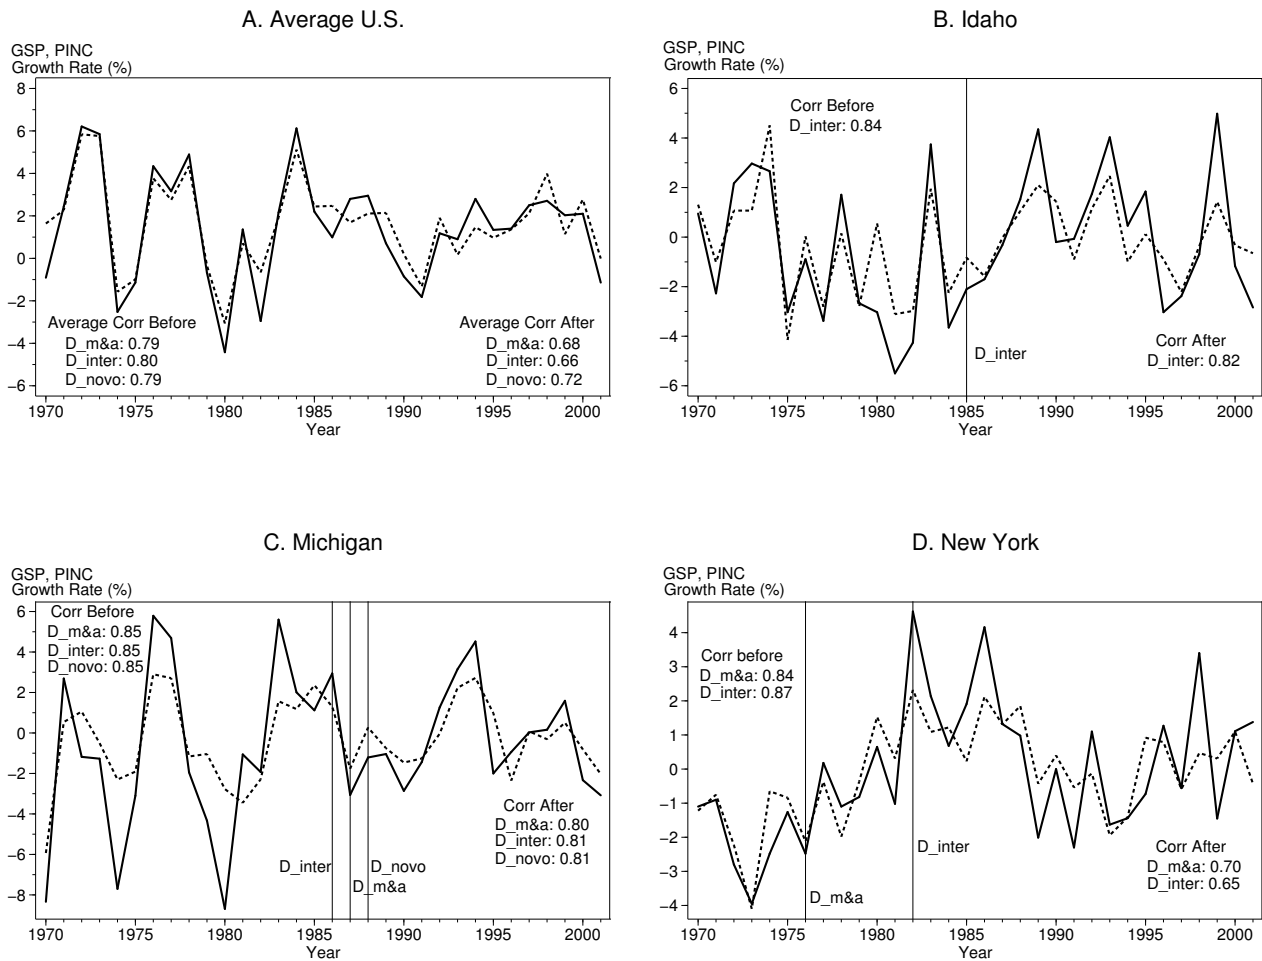 A. Average U.S.
GSP, PINC
Growth Rate (%)
8
6
4
2
0
−2
−4
−6
Average Corr Before
D_m&a: 0.79
D_inter: 0.80
D_novo: 0.79
Average Corr After
D_m&a: 0.68
D_inter: 0.66
D_novo: 0.72
1970 1975 1980 1985 1990 1995 2000
Year
B. Idaho
GSP, PINC
Growth Rate (%)
6
4
2
0
−2
−4
−6
Corr Before
D_inter: 0.84
D_inter
Corr After
D_inter: 0.82
1970 1975 1980 1985 1990 1995 2000
Year
C. Michigan
GSP, PINC
Growth Rate (%)
6
4
2
0
−2
−4
−6
−8
Corr Before
D_m&a: 0.85
D_inter: 0.85
D_novo: 0.85
D_inter
D_novo
D_m&a
Corr After
D_m&a: 0.80
D_inter: 0.81
D_novo: 0.81
1970 1975 1980 1985 1990 1995 2000
Year
D. New York
GSP, PINC
Growth Rate (%)
4
3
2
1
0
−1
−2
−3
−4
Corr before
D_m&a: 0.84
D_inter: 0.87
D_inter
D_m&a
Corr After
D_m&a: 0.70
D_inter: 0.65
1970 1975 1980 1985 1990 1995 2000
Year